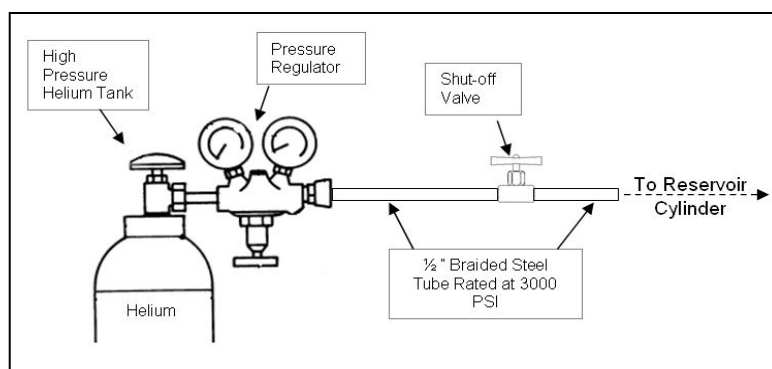 High
Pressure
Helium Tank
Pressure
Regulator
Shut-off
Valve
To Reservoir
Cylinder
½ " Braided Steel
Tube Rated at 3000
PSI
Helium